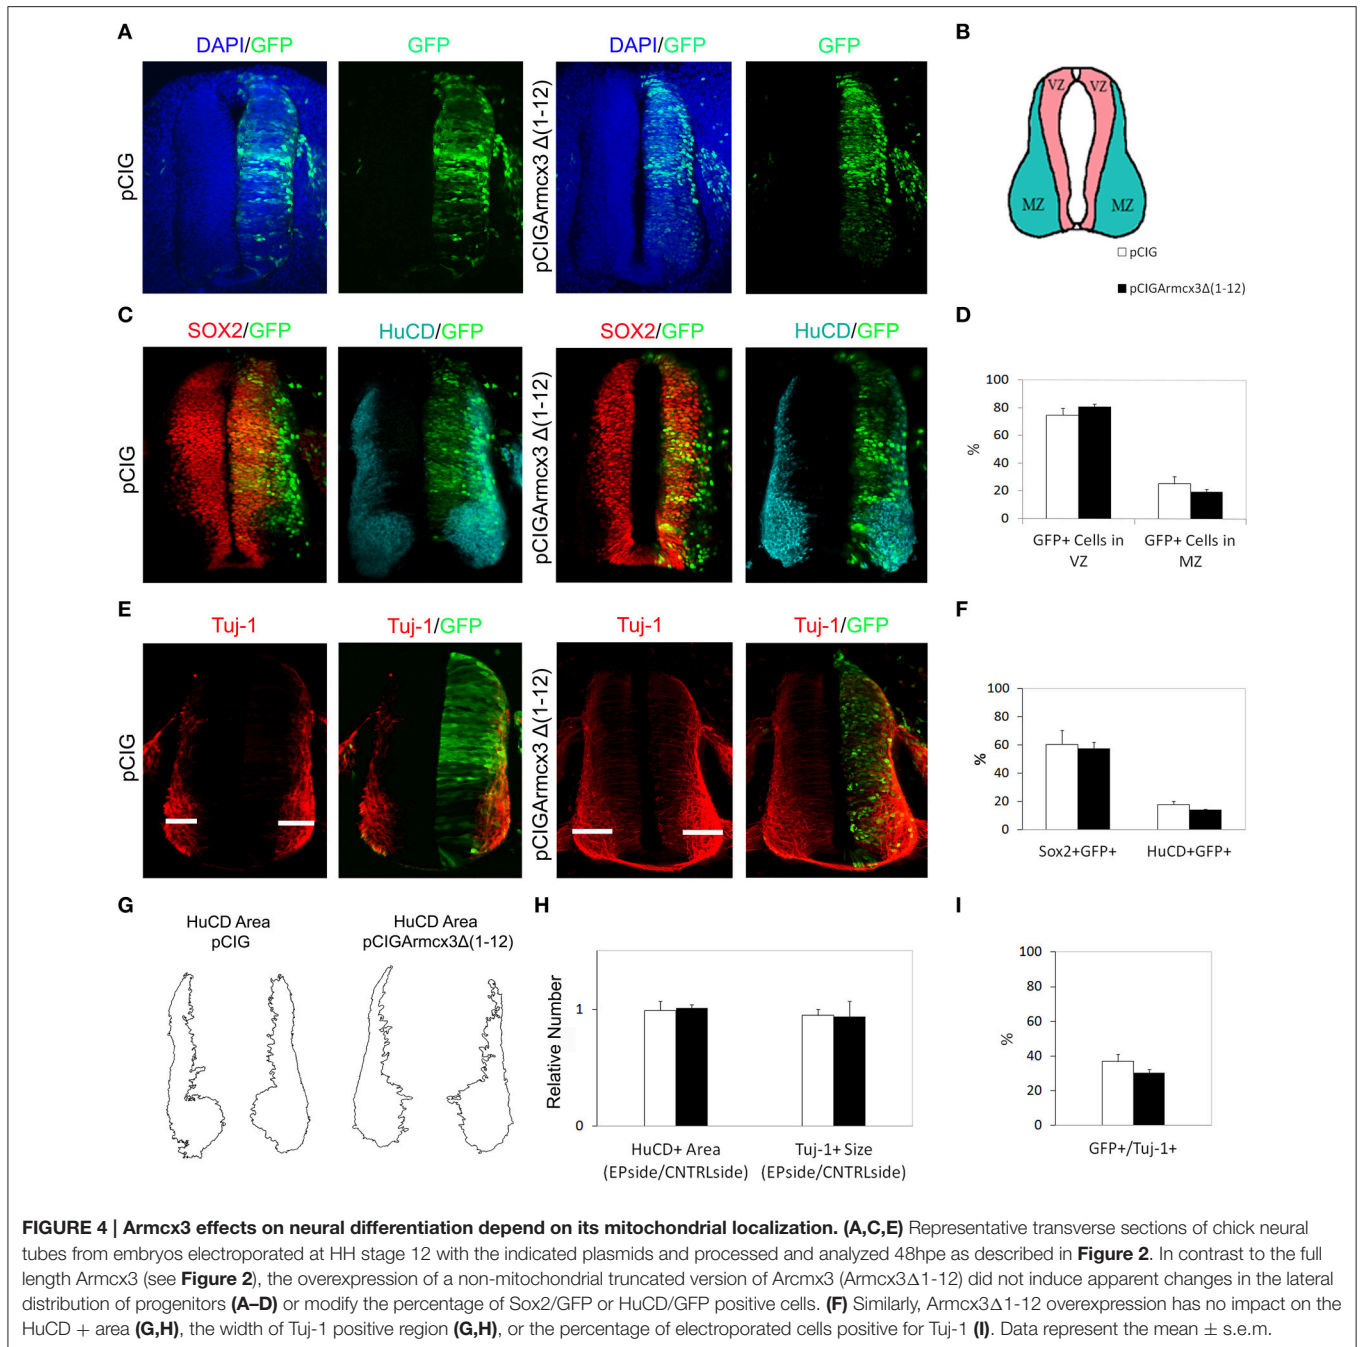 A
DAPI/GFP
GFP
DAPI/GFP
GFP
pCIG
pCIGArmcx3 Δ(1-12)
B
VZ
VZ
MZ
MZ
pCIG
pCIGArmcx3Δ(1-12)
C
SOX2/GFP
HuCD/GFP
SOX2/GFP
HuCD/GFP
pCIG
pCIGArmcx3 Δ(1-12)
D
100
80
60
40
20
0
%
GFP+ Cells in
VZ
GFP+ Cells in
MZ
E
Tuj-1
Tuj-1/GFP
Tuj-1
Tuj-1/GFP
pCIG
pCIGArmcx3 Δ(1-12)
F
100
80
60
40
20
0
%
Sox2+GFP+
HuCD+GFP+
G
HuCD Area
pCIG
HuCD Area
pCIGArmcx3Δ(1-12)
H
Relative Number
1
0
HuCD+ Area
(EPside/CNTRLside)
Tuj-1+ Size
(EPside/CNTRLside)
I
100
80
60
40
20
0
%
GFP+/Tuj-1+
FIGURE 4 | Armcx3 effects on neural differentiation depend on its mitochondrial localization. (A,C,E) Representative transverse sections of chick neural
tubes from embryos electroporated at HH stage 12 with the indicated plasmids and processed and analyzed 48hpe as described in Figure 2. In contrast to the full
length Armcx3 (see Figure 2), the overexpression of a non-mitochondrial truncated version of Arcmx3 (Armcx3Δ1-12) did not induce apparent changes in the lateral
distribution of progenitors (A–D) or modify the percentage of Sox2/GFP or HuCD/GFP positive cells. (F) Similarly, Armcx3Δ1-12 overexpression has no impact on the
HuCD + area (G,H), the width of Tuj-1 positive region (G,H), or the percentage of electroporated cells positive for Tuj-1 (I). Data represent the mean ± s.e.m.